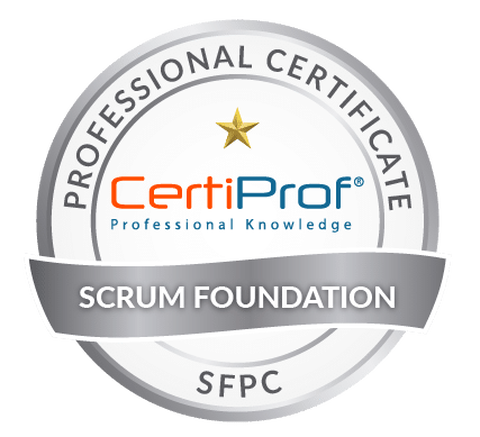 PROFESSIONAL CERTIFICATE
CertiProf®
Professional Knowledge
SCRUM FOUNDATION
SFPC